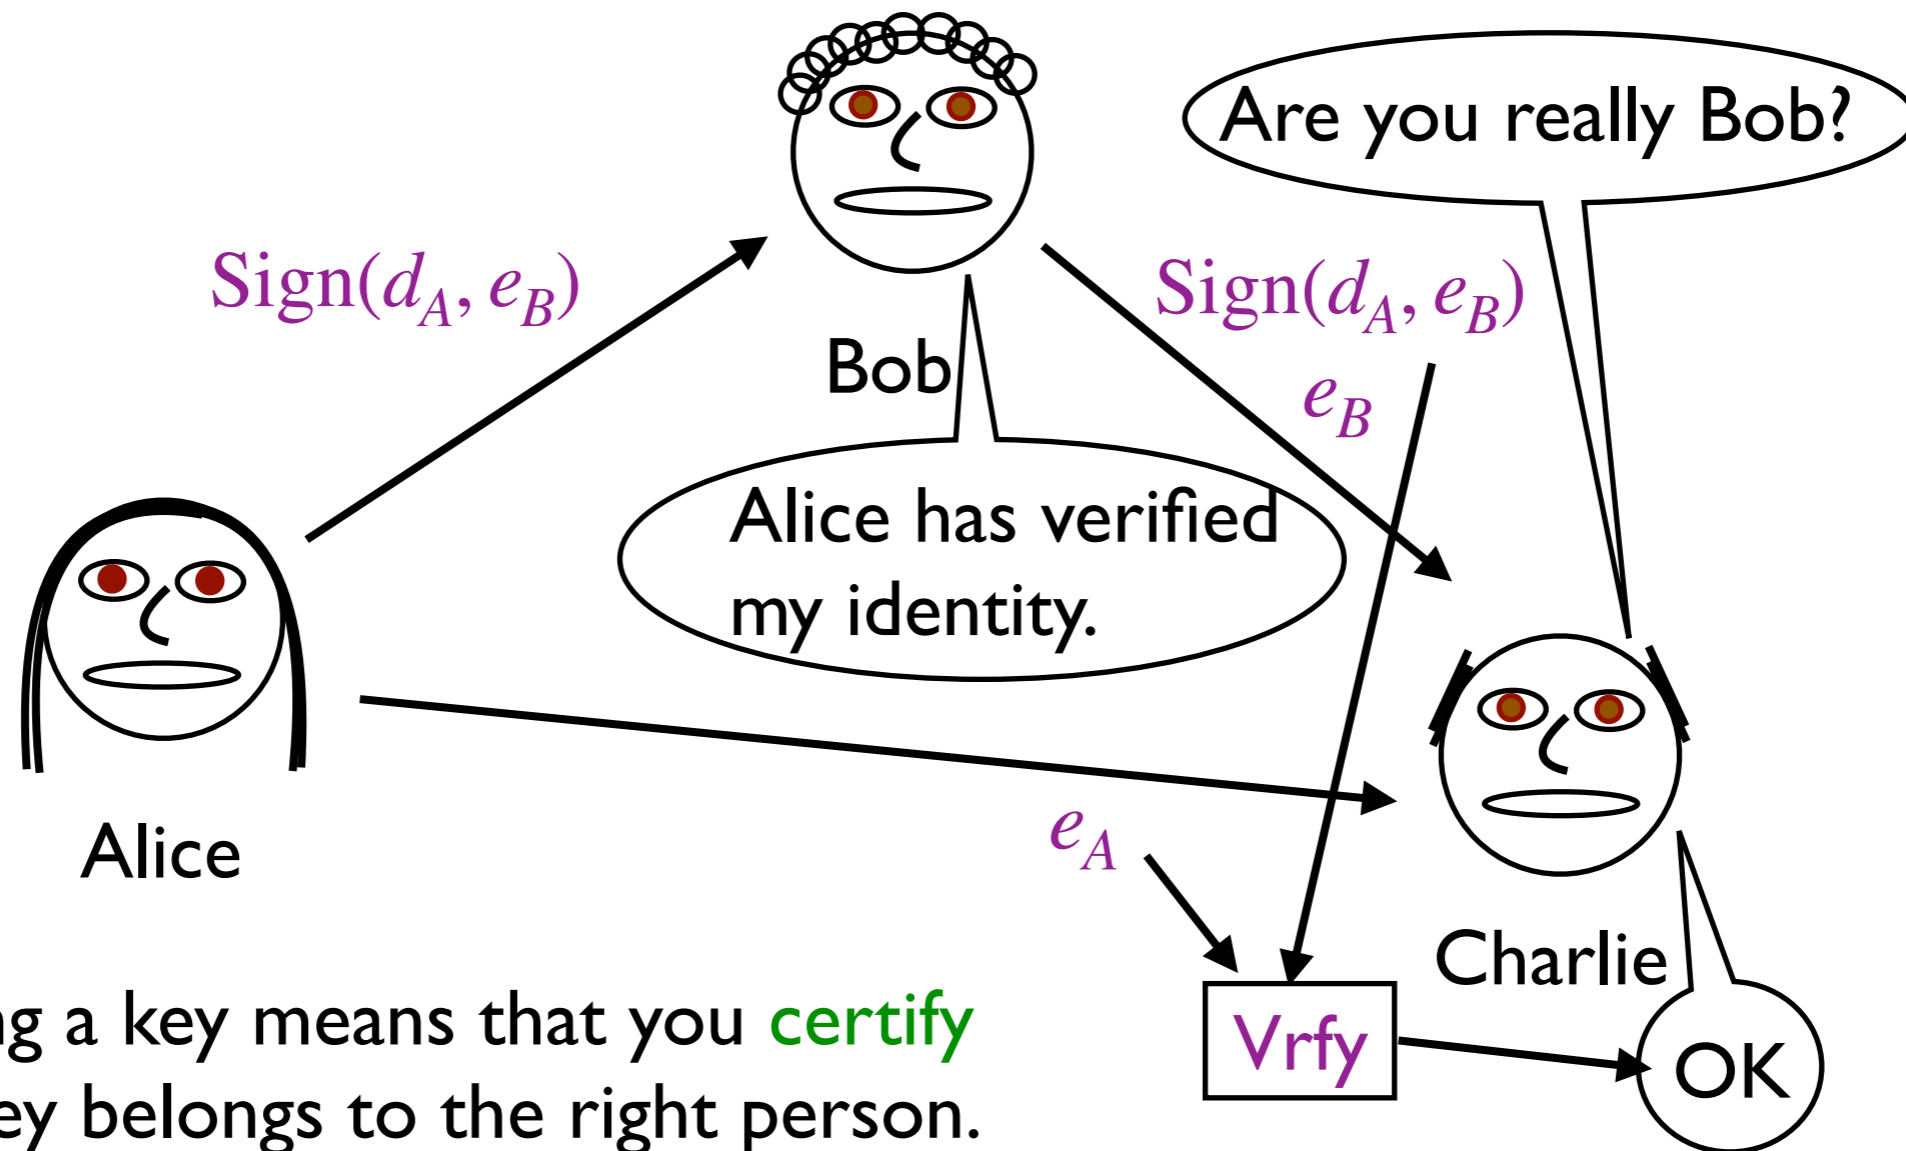 Are you really Bob?
Sign(d_A, e_B)
Sign(d_A, e_B)
Bob
e_B
Alice has verified
my identity.
e_A
Alice
Charlie
a key means that you certify
belongs to the right person.
Vrfy
OK